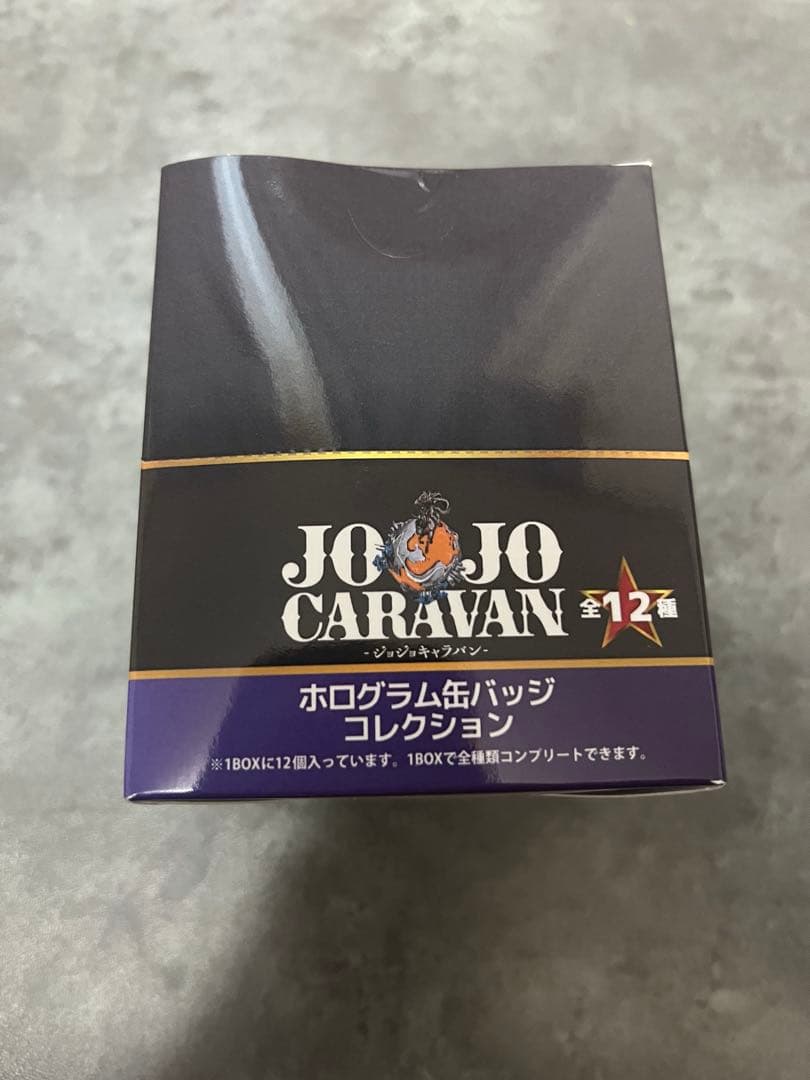 JOJO
CARAVAN
-ジョジョキャラバン-
全12種
ホログラム缶バッジ
コレクション
※1BOXに12個入っています。1BOXで全種類コンプリートできます。